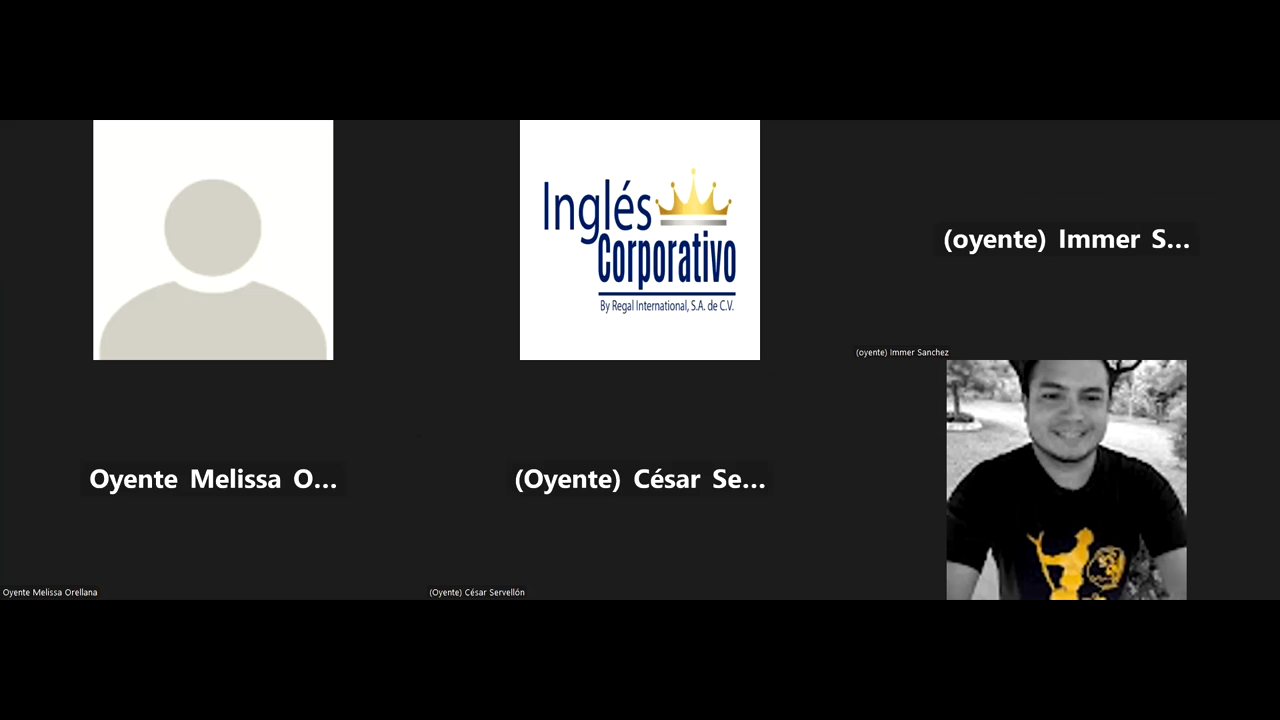 Inglés
Corporativo
By Regal International, S.A. de C.V.
(oyente) Immer S...
(oyente) Immer Sanchez
Oyente Melissa O...
(Oyente) César Se...
Oyente Melissa Orellana
(Oyente) César Servellón